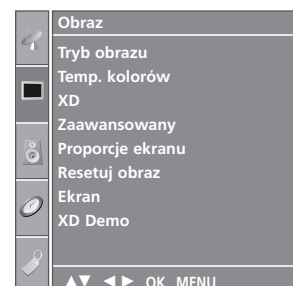 Obraz
Tryb obrazu
Temp. kolorów
XD
Zaawansowany
Proporcje ekranu
Resetuj obraz
Ekran
XD Demo
▲▼ ◄► OK MENU